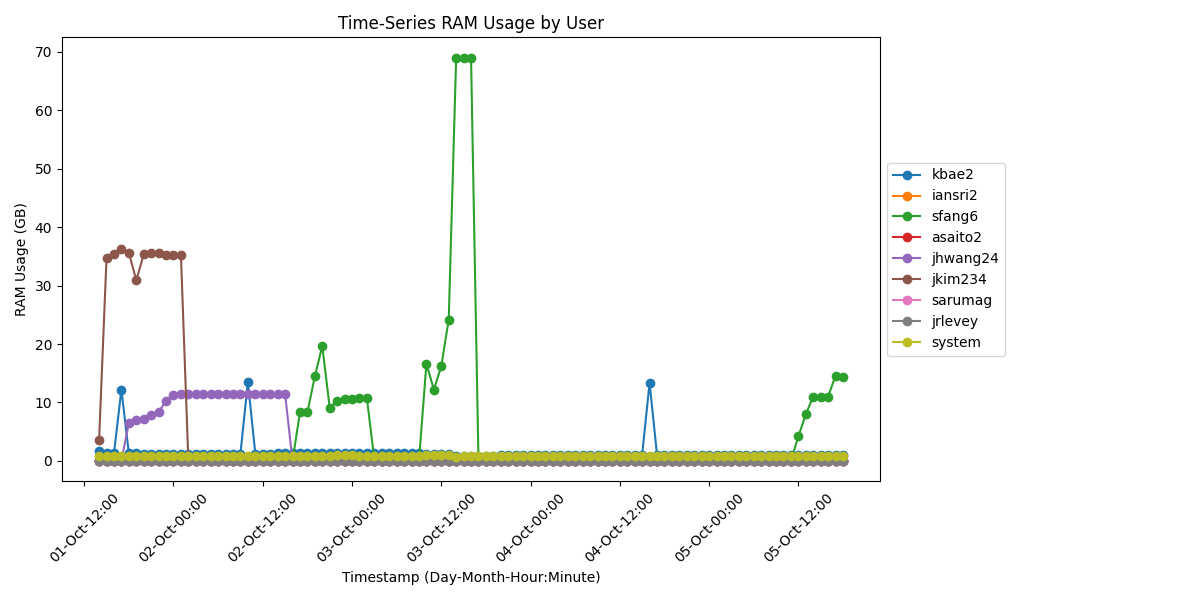 Time-Series RAM Usage by User
RAM Usage (GB)
70
60
50
40
30
20
10
0
01-Oct-12:00
02-Oct-00:00
02-Oct-12:00
03-Oct-00:00
03-Oct-12:00
04-Oct-00:00
04-Oct-12:00
05-Oct-00:00
05-Oct-12:00
Timestamp (Day-Month-Hour:Minute)
kbae2
iansri2
sfang6
asaito2
jhwang24
jkim234
sarumag
jrlevey
system